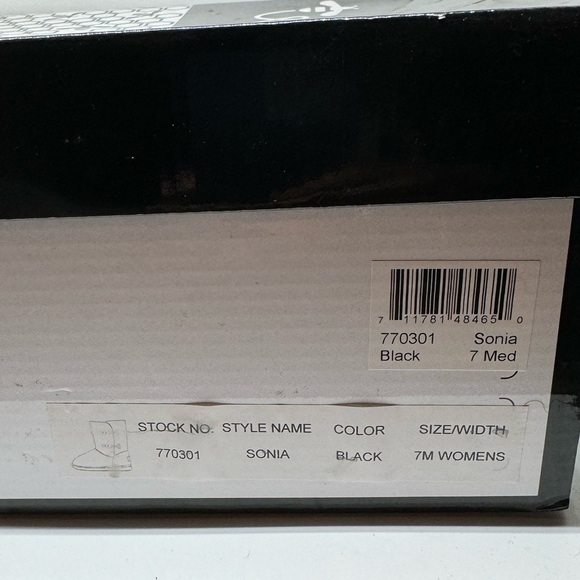 7 11781 48465 0
770301 Sonia
Black 7 Med
STOCK NO. STYLE NAME COLOR SIZE/WIDTH
770301 SONIA BLACK 7M WOMENS